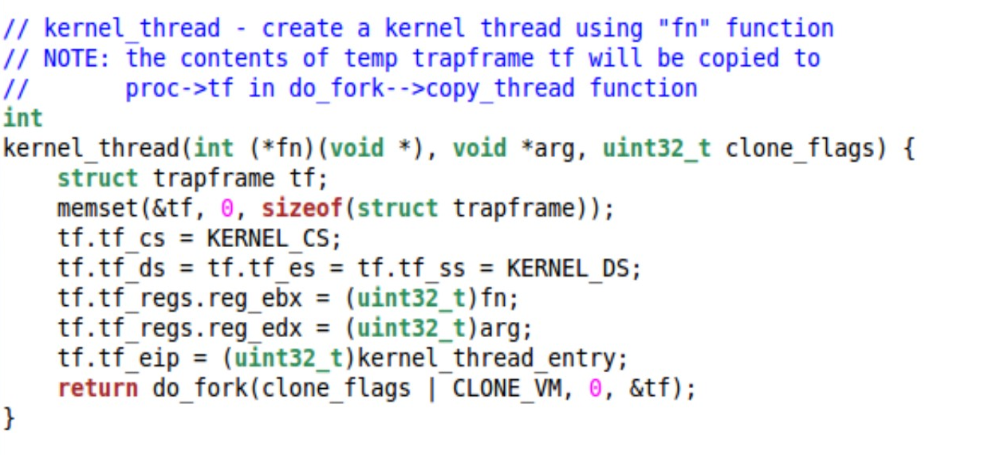 // kernel_thread - create a kernel thread using "fn" function
// NOTE: the contents of temp trapframe tf will be copied to
//       proc->tf in do_fork-->copy_thread function
int
kernel_thread(int (*fn)(void *), void *arg, uint32_t clone_flags) {
    struct trapframe tf;
    memset(&tf, 0, sizeof(struct trapframe));
    tf.tf_cs = KERNEL_CS;
    tf.tf_ds = tf.tf_es = tf.tf_ss = KERNEL_DS;
    tf.tf_regs.reg_ebx = (uint32_t)fn;
    tf.tf_regs.reg_edx = (uint32_t)arg;
    tf.tf_eip = (uint32_t)kernel_thread_entry;
    return do_fork(clone_flags | CLONE_VM, 0, &tf);
}